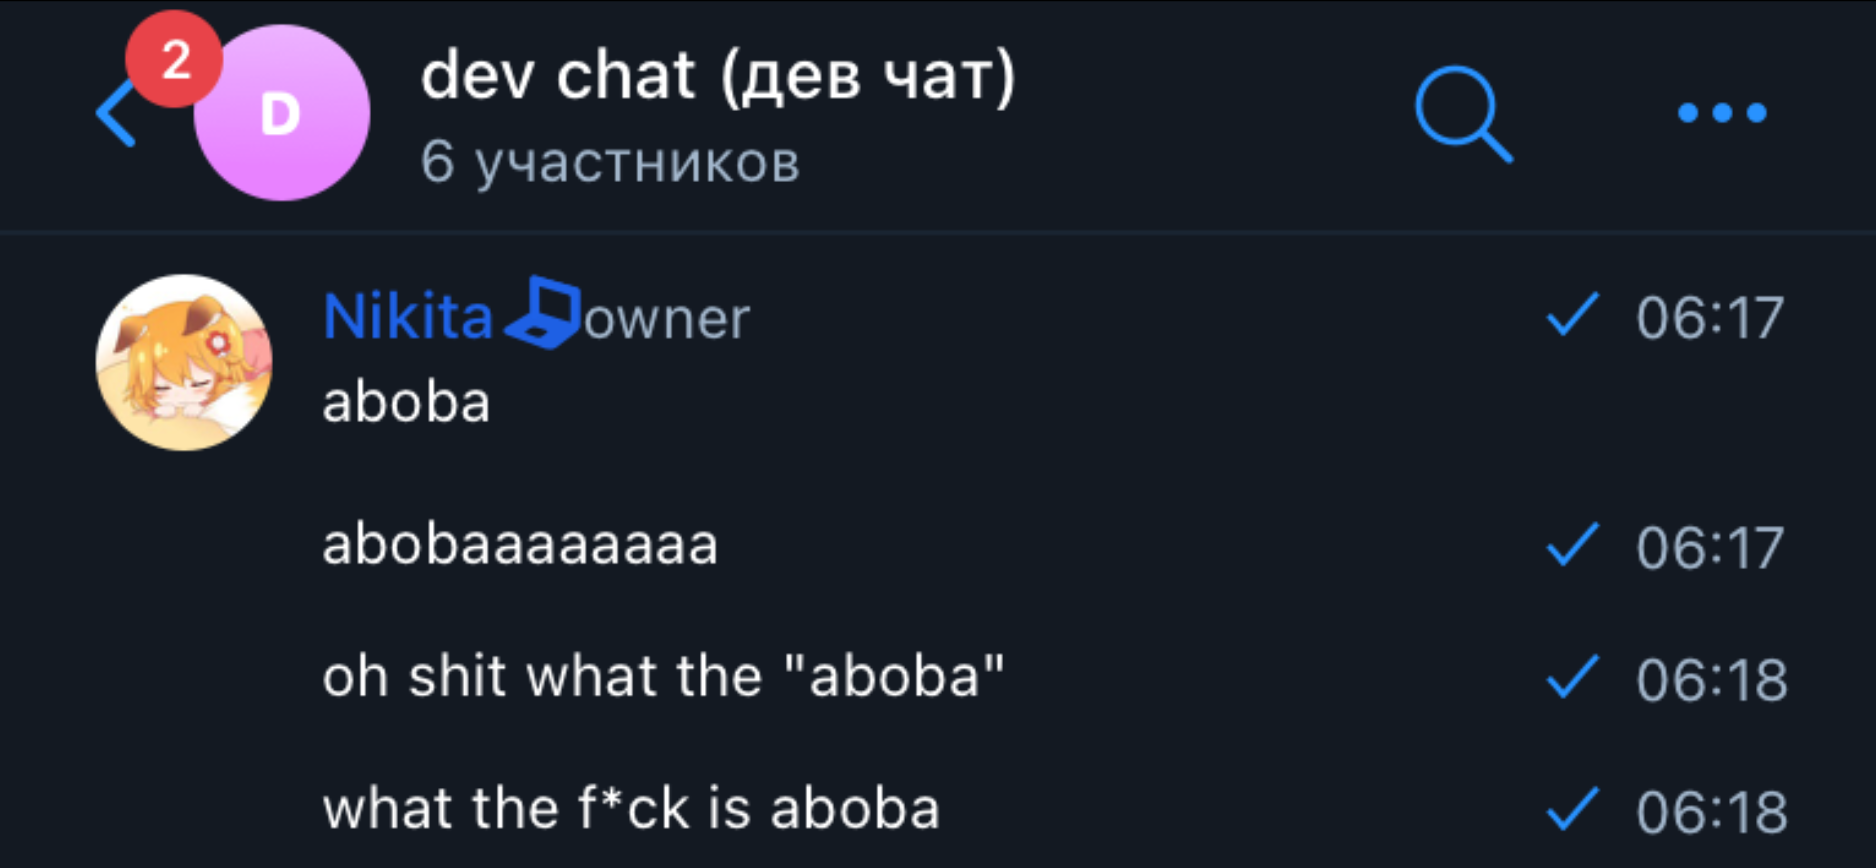 2
D
dev chat (дев чат)
6 участников
Nikita owner 06:17
aboba
abobaaaaaaaa 06:17
oh shit what the "aboba" 06:18
what the f*ck is aboba 06:18